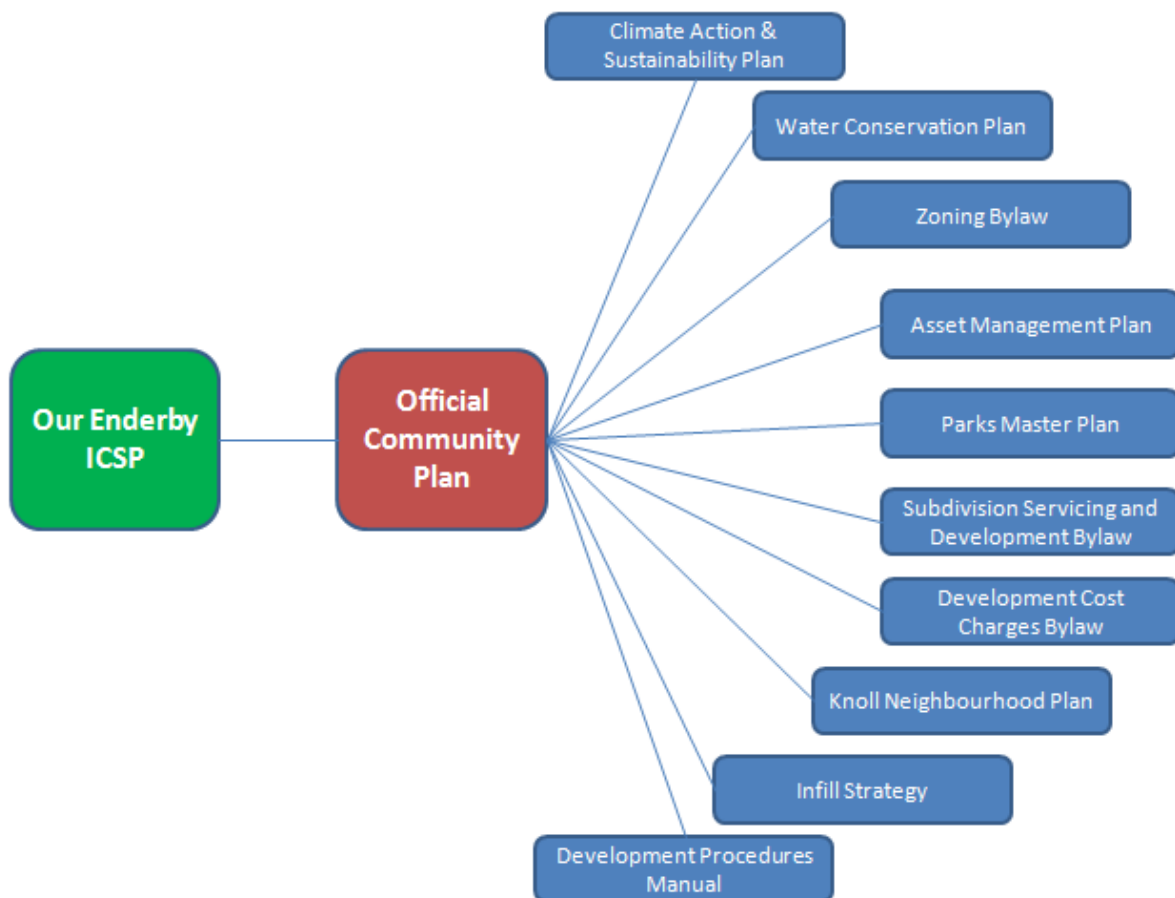 Climate Action &
Sustainability Plan
Water Conservation Plan
Zoning Bylaw
Asset Management Plan
Our Enderby
ICSP
Official
Community
Plan
Parks Master Plan
Subdivision Servicing and
Development Bylaw
Development Cost
Charges Bylaw
Knoll Neighbourhood Plan
Infill Strategy
Development Procedures
Manual